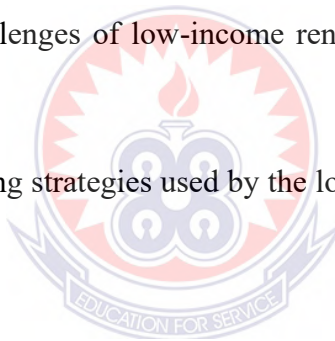 llenges of low-income ren
ng strategies used by the lo
EDUCATION FOR SERVICE